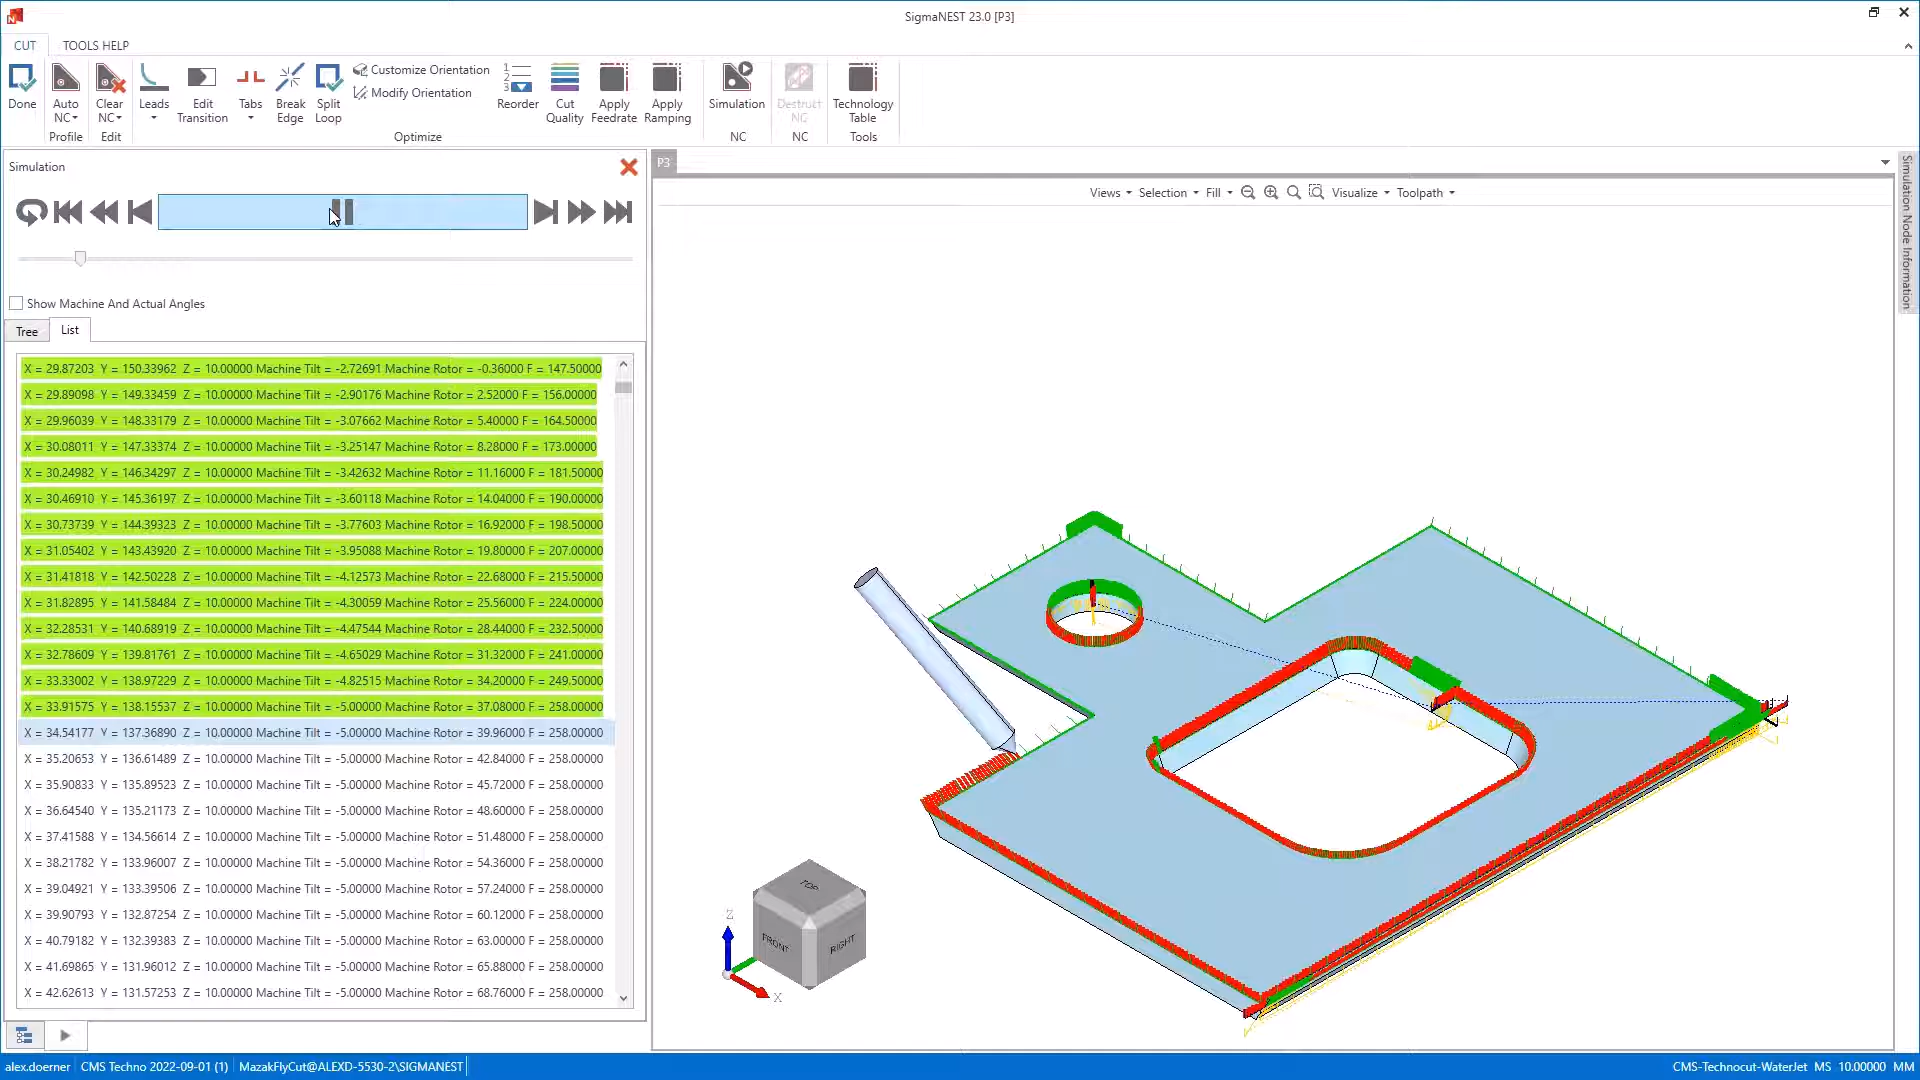 SigmaNEST 23.0 [P3]
CUT TOOLS HELP
Done
Auto NC
Clear NC
Leads
Edit Transition
Tabs
Break Edge
Split Loop
Customize Orientation
Modify Orientation
Reorder
Cut Quality
Apply Feedrate
Apply Ramping
Simulation
Destruct NC
Technology Table
Profile Edit Optimize NC NC Tools
Simulation
P3
Views Selection Fill Visualize Toolpath
Simulation Node Information
Show Machine And Actual Angles
Tree List
X = 29.87203 Y = 150.33962 Z = 10.00000 Machine Tilt = -2.72691 Machine Rotor = -0.36000 F = 147.50000
X = 29.89098 Y = 149.33459 Z = 10.00000 Machine Tilt = -2.90176 Machine Rotor = 2.52000 F = 156.00000
X = 29.96039 Y = 148.33179 Z = 10.00000 Machine Tilt = -3.07662 Machine Rotor = 5.40000 F = 164.50000
X = 30.08011 Y = 147.33374 Z = 10.00000 Machine Tilt = -3.25147 Machine Rotor = 8.28000 F = 173.00000
X = 30.24982 Y = 146.34297 Z = 10.00000 Machine Tilt = -3.42632 Machine Rotor = 11.16000 F = 181.50000
X = 30.46910 Y = 145.36197 Z = 10.00000 Machine Tilt = -3.60118 Machine Rotor = 14.04000 F = 190.00000
X = 30.73739 Y = 144.39323 Z = 10.00000 Machine Tilt = -3.77603 Machine Rotor = 16.92000 F = 198.50000
X = 31.05402 Y = 143.43920 Z = 10.00000 Machine Tilt = -3.95088 Machine Rotor = 19.80000 F = 207.00000
X = 31.41818 Y = 142.50228 Z = 10.00000 Machine Tilt = -4.12573 Machine Rotor = 22.68000 F = 215.50000
X = 31.82895 Y = 141.58484 Z = 10.00000 Machine Tilt = -4.30059 Machine Rotor = 25.56000 F = 224.00000
X = 32.28531 Y = 140.68919 Z = 10.00000 Machine Tilt = -4.47544 Machine Rotor = 28.44000 F = 232.50000
X = 32.78609 Y = 139.81761 Z = 10.00000 Machine Tilt = -4.65029 Machine Rotor = 31.32000 F = 241.00000
X = 33.33002 Y = 138.97229 Z = 10.00000 Machine Tilt = -4.82515 Machine Rotor = 34.20000 F = 249.50000
X = 33.91575 Y = 138.15537 Z = 10.00000 Machine Tilt = -5.00000 Machine Rotor = 37.08000 F = 258.00000
X = 34.54177 Y = 137.36890 Z = 10.00000 Machine Tilt = -5.00000 Machine Rotor = 39.96000 F = 258.00000
X = 35.20653 Y = 136.61489 Z = 10.00000 Machine Tilt = -5.00000 Machine Rotor = 42.84000 F = 258.00000
X = 35.90833 Y = 135.89523 Z = 10.00000 Machine Tilt = -5.00000 Machine Rotor = 45.72000 F = 258.00000
X = 36.64540 Y = 135.21173 Z = 10.00000 Machine Tilt = -5.00000 Machine Rotor = 48.60000 F = 258.00000
X = 37.41588 Y = 134.56614 Z = 10.00000 Machine Tilt = -5.00000 Machine Rotor = 51.48000 F = 258.00000
X = 38.21782 Y = 133.96007 Z = 10.00000 Machine Tilt = -5.00000 Machine Rotor = 54.36000 F = 258.00000
X = 39.04921 Y = 133.39506 Z = 10.00000 Machine Tilt = -5.00000 Machine Rotor = 57.24000 F = 258.00000
X = 39.90793 Y = 132.87254 Z = 10.00000 Machine Tilt = -5.00000 Machine Rotor = 60.12000 F = 258.00000
X = 40.79182 Y = 132.39383 Z = 10.00000 Machine Tilt = -5.00000 Machine Rotor = 63.00000 F = 258.00000
X = 41.69865 Y = 131.96012 Z = 10.00000 Machine Tilt = -5.00000 Machine Rotor = 65.88000 F = 258.00000
X = 42.62613 Y = 131.57253 Z = 10.00000 Machine Tilt = -5.00000 Machine Rotor = 68.76000 F = 258.00000
TOP
FRONT RIGHT
Z
X
alex.doerner CMS Techno 2022-09-01 (1) MazakFlyCut@ALEXD-5530-2\SIGMANEST CMS-Technocut-WaterJet MS 10.00000 MM